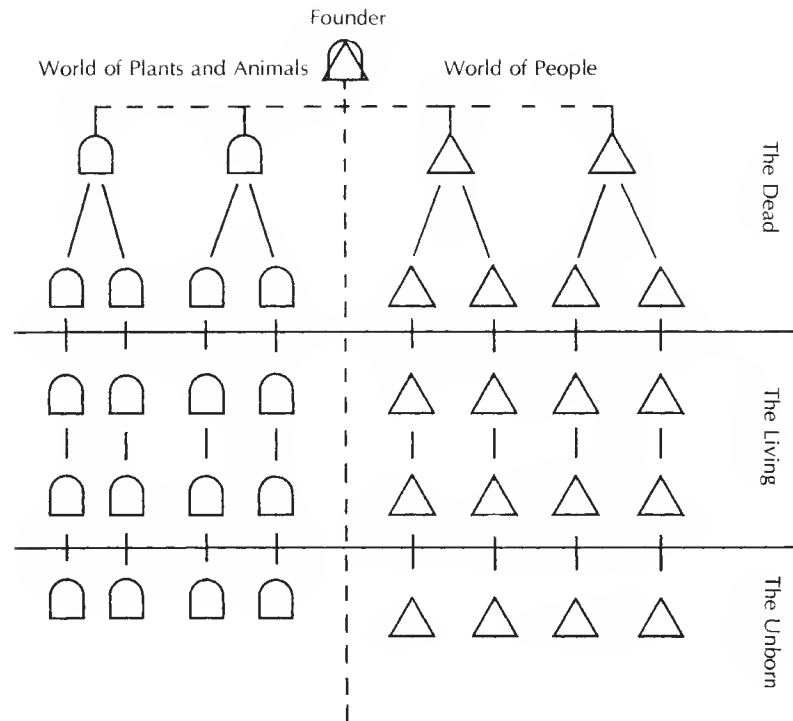 Founder
World of Plants and Animals
World of People
The Dead
The Living
The Unborn